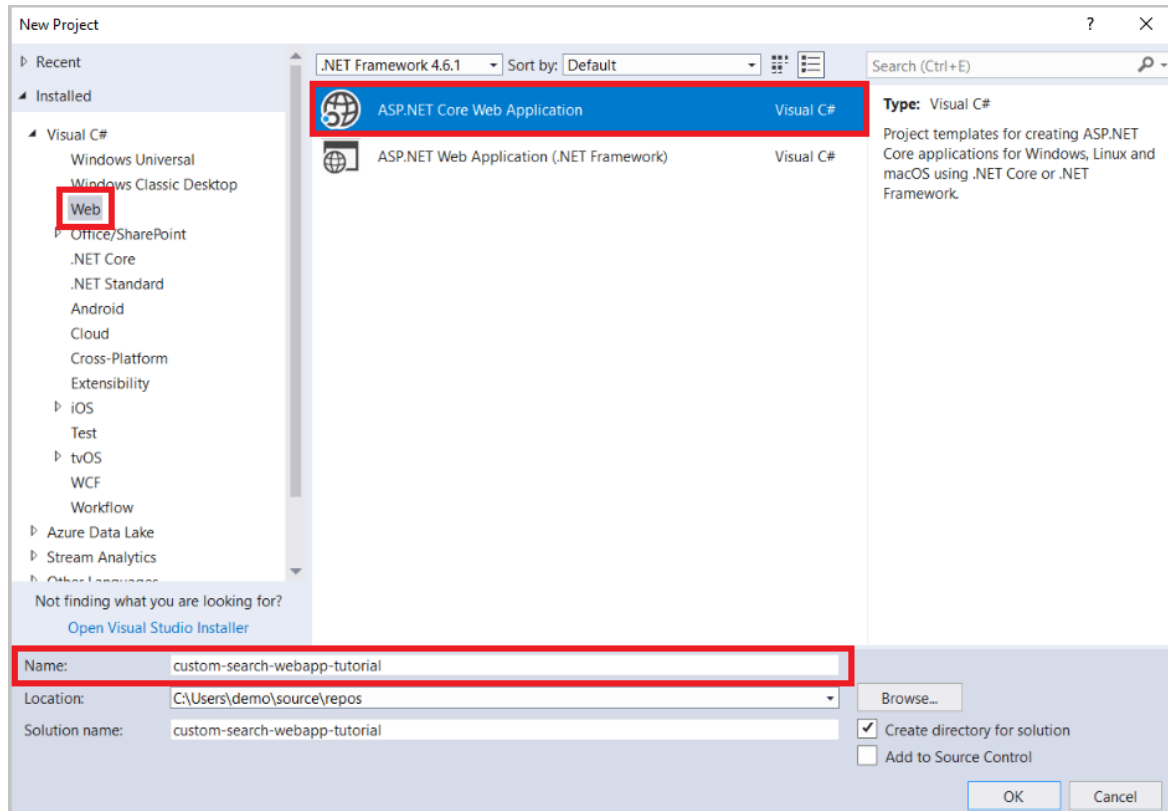 New Project
?
Recent
Installed
Visual C#
Windows Universal
Windows Classic Desktop
Web
Office/SharePoint
.NET Core
.NET Standard
Android
Cloud
Cross-Platform
Extensibility
iOS
Test
tvOS
WCF
Workflow
Azure Data Lake
Stream Analytics
Other Languages
Not finding what you are looking for?
Open Visual Studio Installer
.NET Framework 4.6.1 Sort by: Default
ASP.NET Core Web Application Visual C#
ASP.NET Web Application (.NET Framework) Visual C#
Search (Ctrl+E)
Type: Visual C#
Project templates for creating ASP.NET
Core applications for Windows, Linux and
macOS using .NET Core or .NET
Framework.
Name: custom-search-webapp-tutorial
Location: C:\Users\demo\source\repos
Browse...
Solution name: custom-search-webapp-tutorial
Create directory for solution
Add to Source Control
OK Cancel